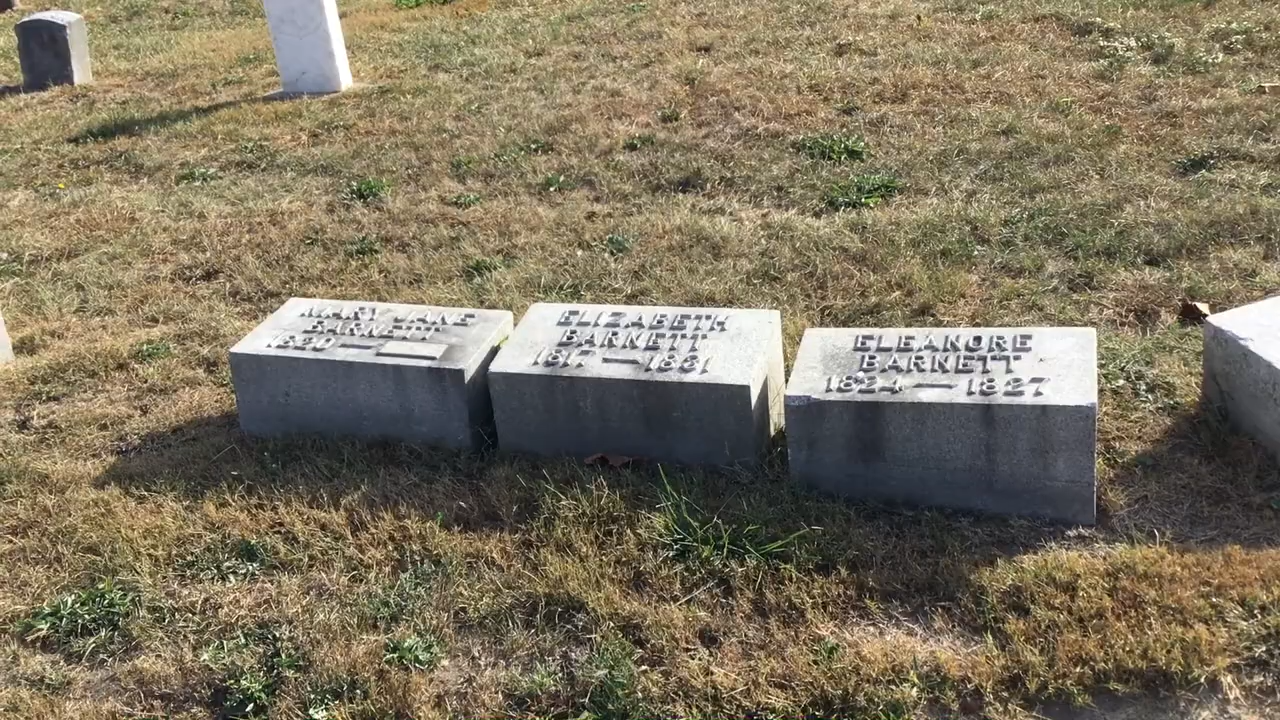 MARY JANE
BARNETT
1820 —
ELIZABETH
BARNETT
1817 — 1881
ELEANORE
BARNETT
1824 — 1827